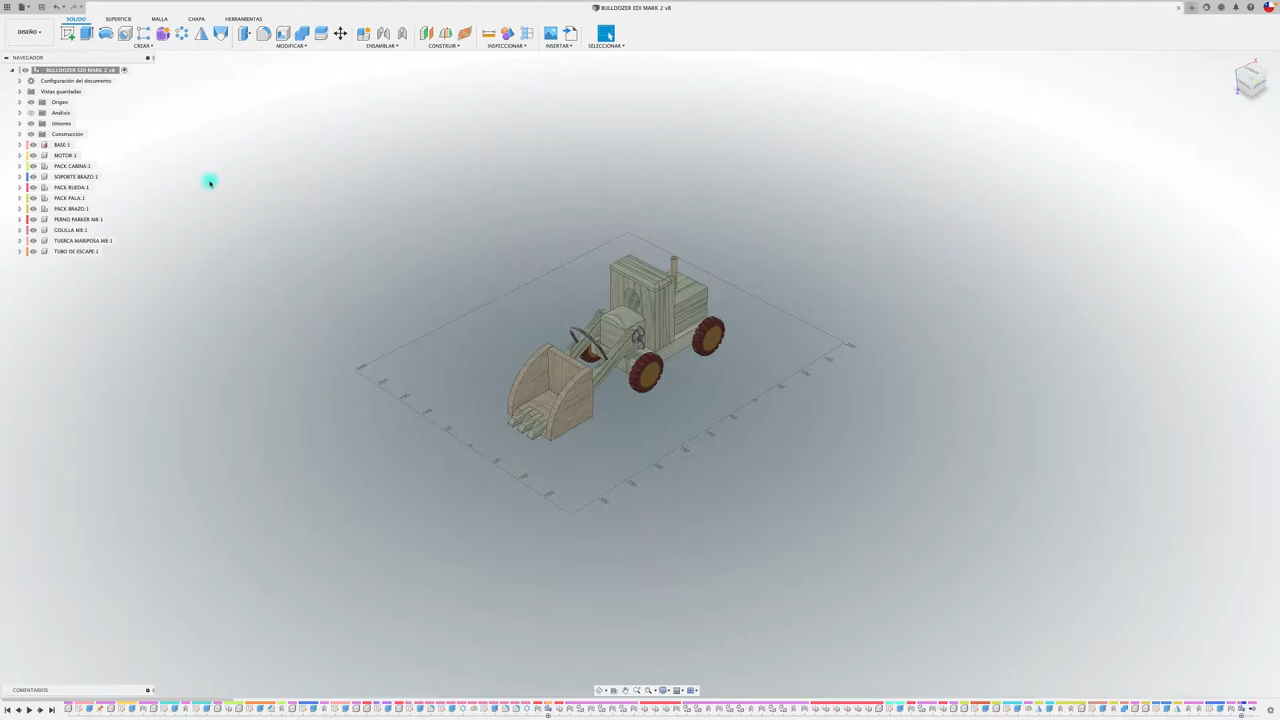 BULLDOZER EDI MARK 2 v8
SÓLIDO SUPERFICIE MALLA CHAPA HERRAMIENTAS
DISEÑO
CREAR MODIFICAR ENSAMBLAR CONSTRUIR INSPECCIONAR INSERTAR SELECCIONAR
NAVEGADOR
BULLDOZER EDI MARK 2 v8
Configuración del documento
Vistas guardadas
Origen
Análisis
Uniones
Construcción
BASE:1
MOTOR:1
PACK CABINA:1
SOPORTE BRAZO:1
PACK RUEDA:1
PACK PALA:1
PACK BRAZO:1
PERNO PARKER M8:1
GOLILLA M8:1
TUERCA MARIPOSA M8:1
TUBO DE ESCAPE:1
COMENTARIOS